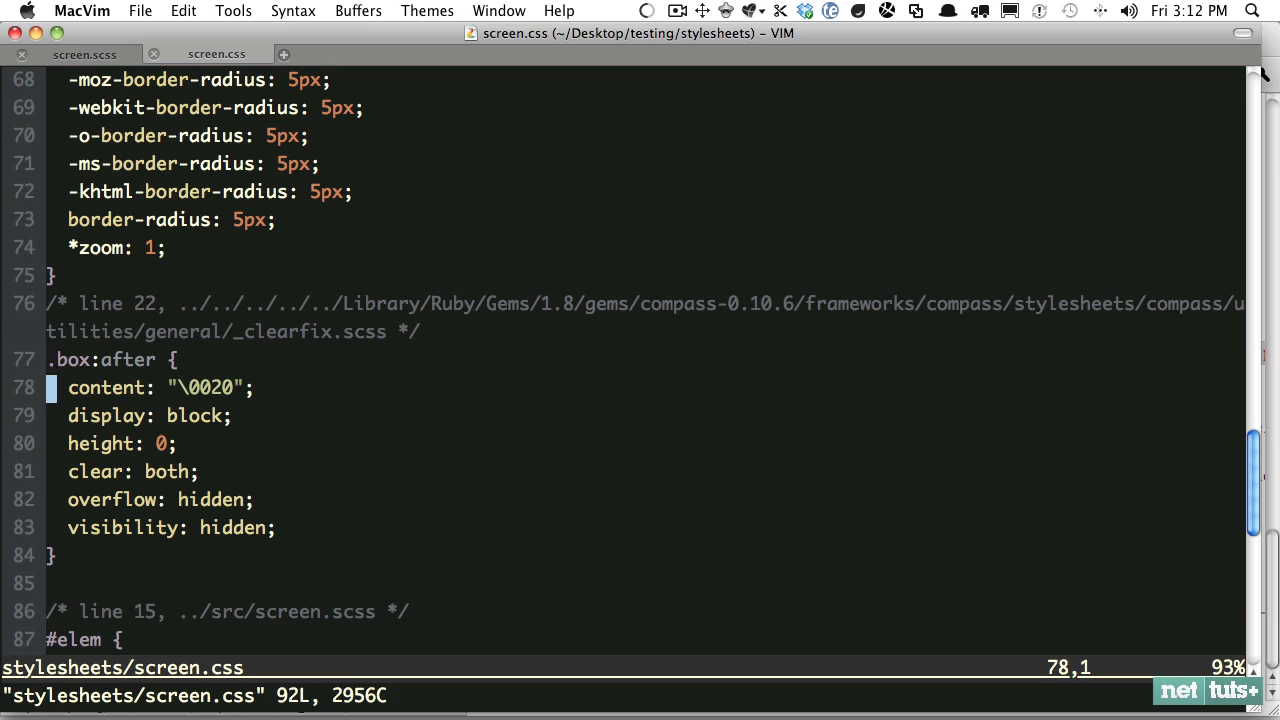 MacVim File Edit Tools Syntax Buffers Themes Window Help Fri 3:12 PM
screen.css (~/Desktop/testing/stylesheets) – VIM
screen.scss screen.css
68 -moz-border-radius: 5px;
69 -webkit-border-radius: 5px;
70 -o-border-radius: 5px;
71 -ms-border-radius: 5px;
72 -khtml-border-radius: 5px;
73 border-radius: 5px;
74 *zoom: 1;
75 }
76 /* line 22, ../../../../../Library/Ruby/Gems/1.8/gems/compass-0.10.6/frameworks/compass/stylesheets/compass/u
tilities/general/_clearfix.scss */
77 .box:after {
78 content: "\0020";
79 display: block;
80 height: 0;
81 clear: both;
82 overflow: hidden;
83 visibility: hidden;
84 }
85
86 /* line 15, ../src/screen.scss */
87 #elem {
stylesheets/screen.css 78,1 93%
"stylesheets/screen.css" 92L, 2956C
net tuts+